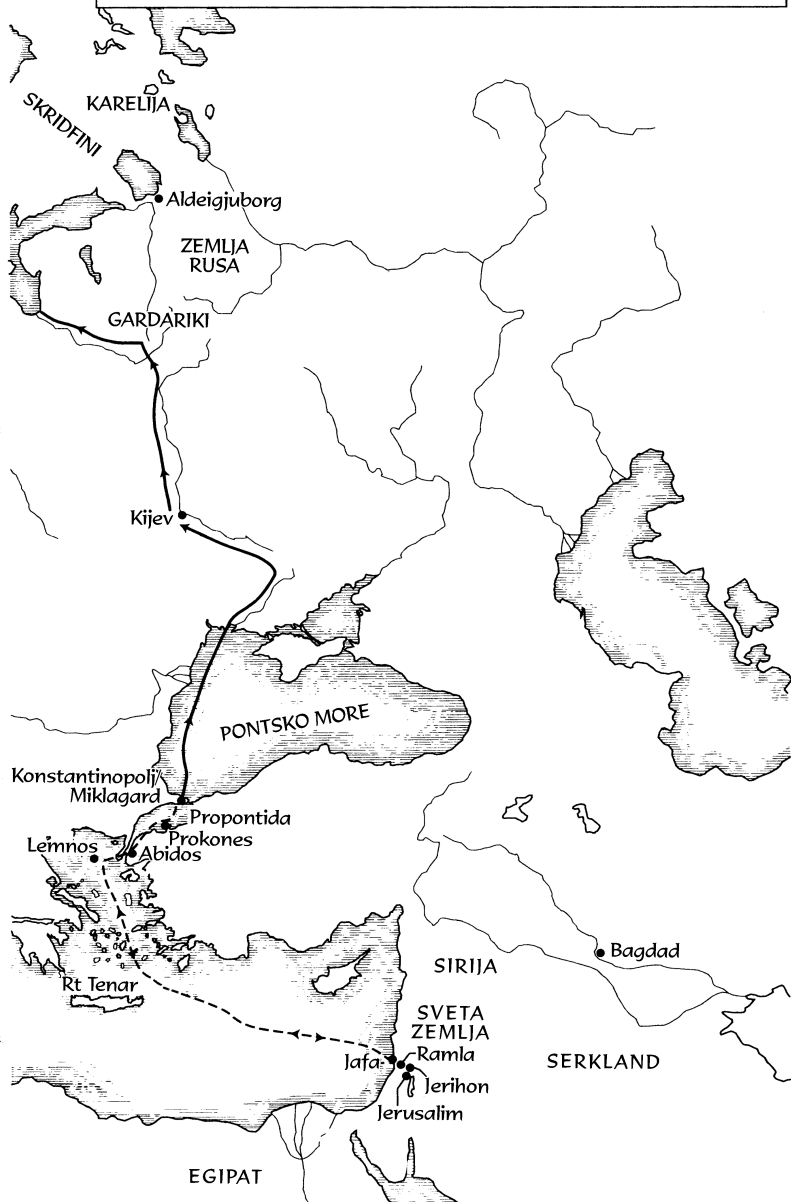 KARELIJA
SKRIDFINI
Aldeigjuborg
ZEMLJA
RUSA
GARDARIKI
Kijev
PONTSKO MORE
Konstantinopolj/
Miklagard
Propontida
Prokones
Lemnos
Abidos
Bagdad
SIRIJA
Rt Tenar
SVETA
ZEMLJA
Jafa
Ramla
SERKLAND
Jerihon
Jerusalim
EGIPAT